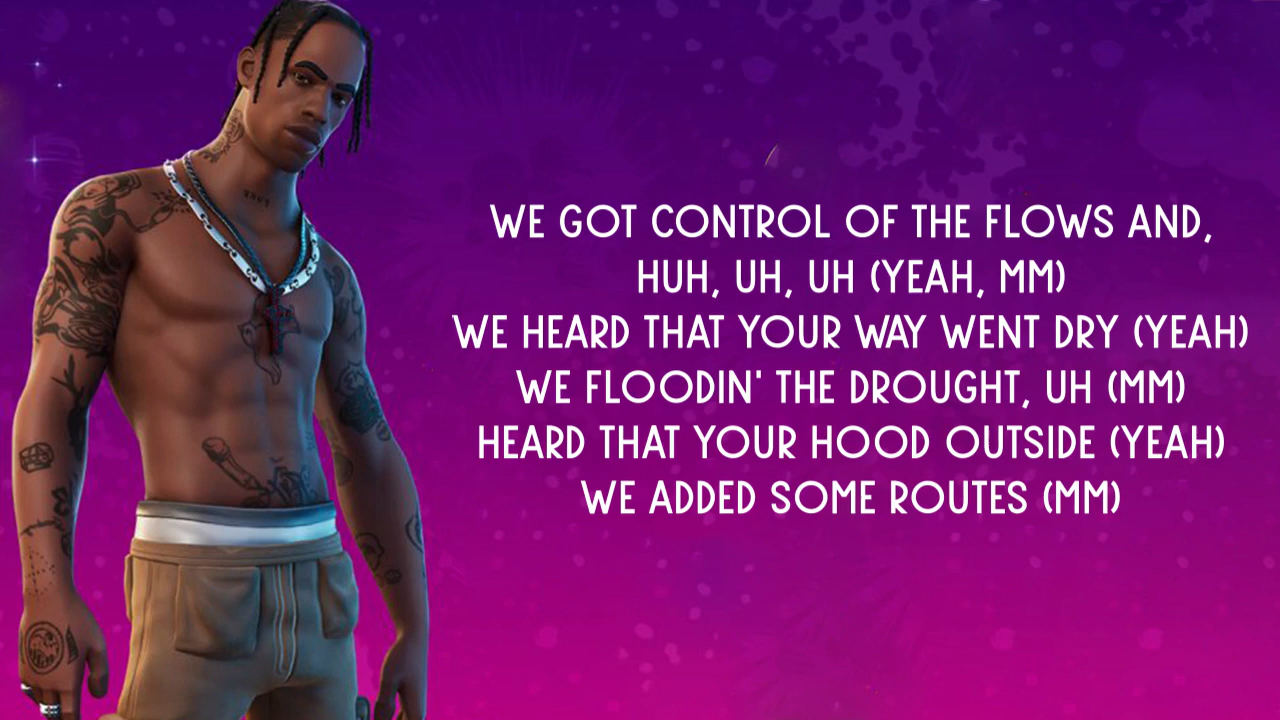 WE GOT CONTROL OF THE FLOWS AND,
HUH, UH, UH (YEAH, MM)
WE HEARD THAT YOUR WAY WENT DRY (YEAH)
WE FLOODIN' THE DROUGHT, UH (MM)
HEARD THAT YOUR HOOD OUTSIDE (YEAH)
WE ADDED SOME ROUTES (MM)